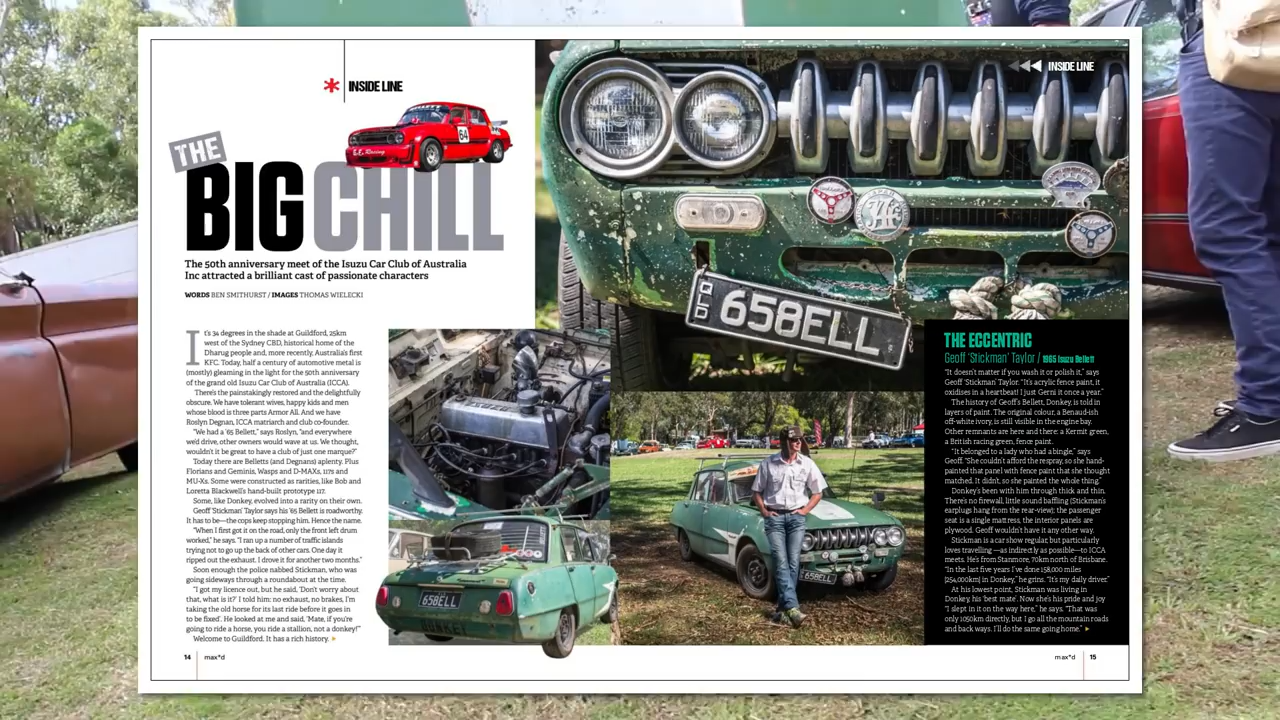 INSIDE LINE
64
E.E. Racing
THE
BIG CHILL
The 50th anniversary meet of the Isuzu Car Club of Australia
Inc attracted a brilliant cast of passionate characters
WORDS BEN SMITHURST / IMAGES THOMAS WIELECKI
It's 34 degrees in the shade at Guildford, 25km
west of the Sydney CBD, historical home of the
Dharug people and, more recently, Australia's first
KFC. Today, half a century of automotive metal is
(mostly) gleaming in the light for the 50th anniversary
of the grand old Isuzu Car Club of Australia (ICCA).
There's the painstakingly restored and the delightfully
obscure. We have tolerant wives, happy kids and men
whose blood is three parts Armor All. And we have
Roslyn Degnan, ICCA matriarch and club co-founder.
"We had a '65 Bellett," says Roslyn, "and everywhere
we'd drive, other owners would wave at us. We thought,
wouldn't it be great to have a club of just one marque?"
Today there are Belletts (and Degnans) aplenty. Plus
Florians and Geminis, Wasps and D-MAXs, 117s and
MU-Xs. Some were constructed as rarities, like Bob and
Loretta Blackwell's hand-built prototype 117.
Some, like Donkey, evolved into a rarity on their own.
Geoff 'Stickman' Taylor says his '65 Bellett is roadworthy.
It has to be—the cops keep stopping him. Hence the name.
"When I first got it on the road, only the front left drum
worked," he says. "I ran up a number of traffic islands
trying not to go up the back of other cars. One day it
ripped out the exhaust. I drove it for another two months."
Soon enough the police nabbed Stickman, who was
going sideways through a roundabout at the time.
"I got my licence out, but he said, 'Don't worry about
that, what is it?' I told him: no exhaust, no brakes, I'm
taking the old horse for its last ride before it goes in
to be fixed'. He looked at me and said, 'Mate, if you're
going to ride a horse, you ride a stallion, not a donkey!'"
Welcome to Guildford. It has a rich history.
14 max*d
INSIDE LINE
QLD
658ELL
658ELL
658ELL
THE ECCENTRIC
Geoff 'Stickman' Taylor / 1965 Isuzu Bellett
"It doesn't matter if you wash it or polish it," says
Geoff 'Stickman' Taylor. "It's acrylic fence paint, it
oxidises in a heartbeat! I just Gerni it once a year."
The history of Geoff's Bellett, Donkey, is told in
layers of paint. The original colour, a Benaud-ish
off-white ivory, is still visible in the engine bay.
Other remnants are here and there: a Kermit green,
a British racing green, fence paint.
"It belonged to a lady who had a bingle," says
Geoff. "She couldn't afford the respray, so she hand-
painted that panel with fence paint that she thought
matched. It didn't, so she painted the whole thing."
Donkey's been with him through thick and thin.
There's no firewall, little sound baffling (Stickman's
earplugs hang from the rear-view); the passenger
seat is a single mattress, the interior panels are
plywood. Geoff wouldn't have it any other way.
Stickman is a car show regular, but particularly
loves travelling —as indirectly as possible—to ICCA
meets. He's from Stanmore, 70km north of Brisbane.
"In the last five years I've done 158,000 miles
[254,000km] in Donkey," he grins. "It's my daily driver."
At his lowest point, Stickman was living in
Donkey, his 'best mate'. Now she's his pride and joy
"I slept in it on the way here," he says. "That was
only 1050km directly, but I go all the mountain roads
and back ways. I'll do the same going home."
max*d 15